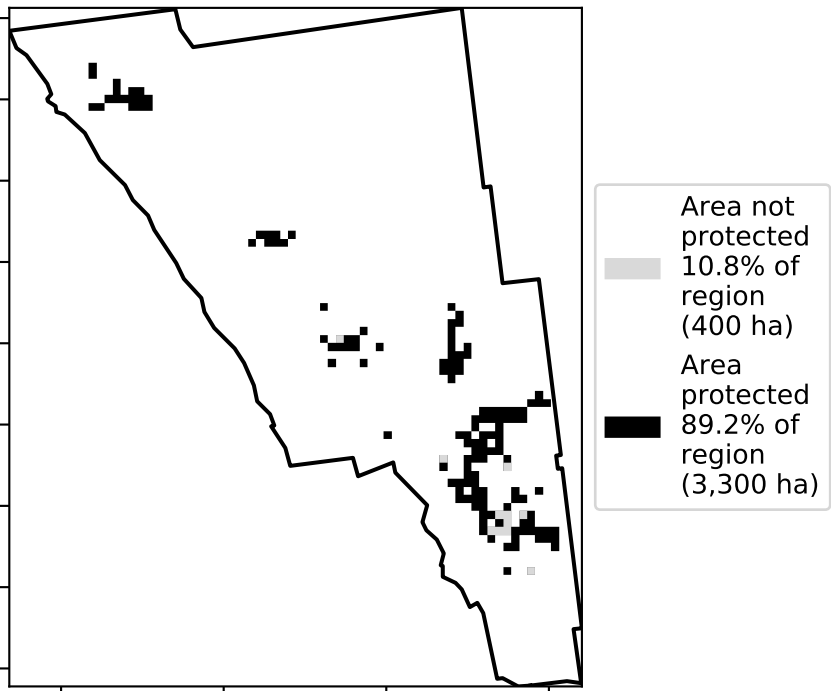 Area not
protected
10.8% of
region
(400 ha)
Area
protected
89.2% of
region
(3,300 ha)